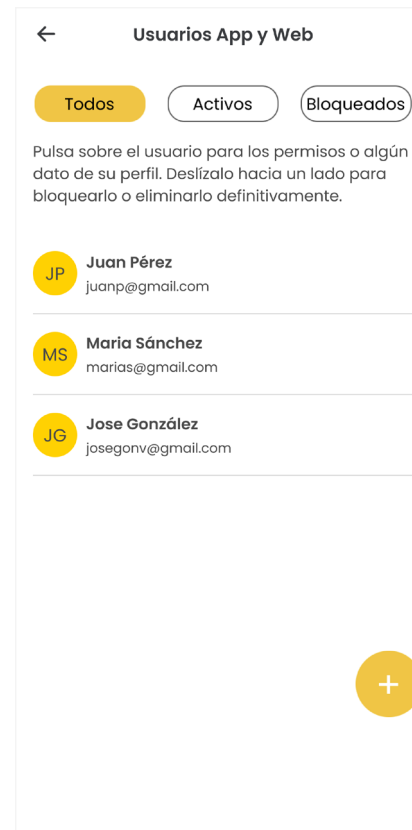 Usuarios App y Web
Todos Activos Bloqueados
Pulsa sobre el usuario para los permisos o algún
dato de su perfil. Deslízalo hacia un lado para
bloquearlo o eliminarlo definitivamente.
JP
Juan Pérez
juanp@gmail.com
MS
Maria Sánchez
marias@gmail.com
JG
Jose González
josegonv@gmail.com
+